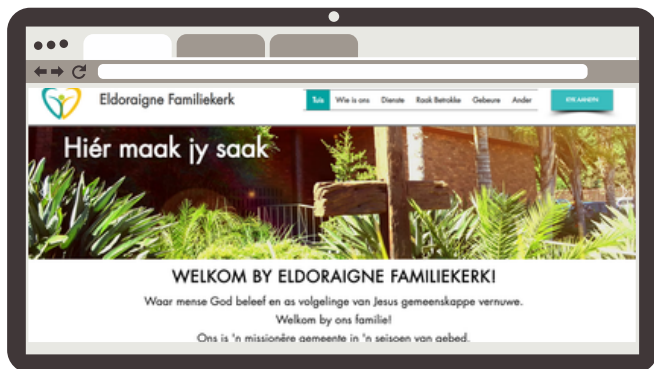 Eldoraigne Familiekerk
Tuis Wie is ons Dienste Raak Betrokke Gebeure Ander
Hiér maak jy saak
WELKOM BY ELDORAIGNE FAMILIEKERK!
Waar mense God beleef en as volgelinge van Jesus gemeenskappe vernuwe.
Welkom by ons familie!
Ons is 'n missionêre gemeente in 'n seisoen van gebed.